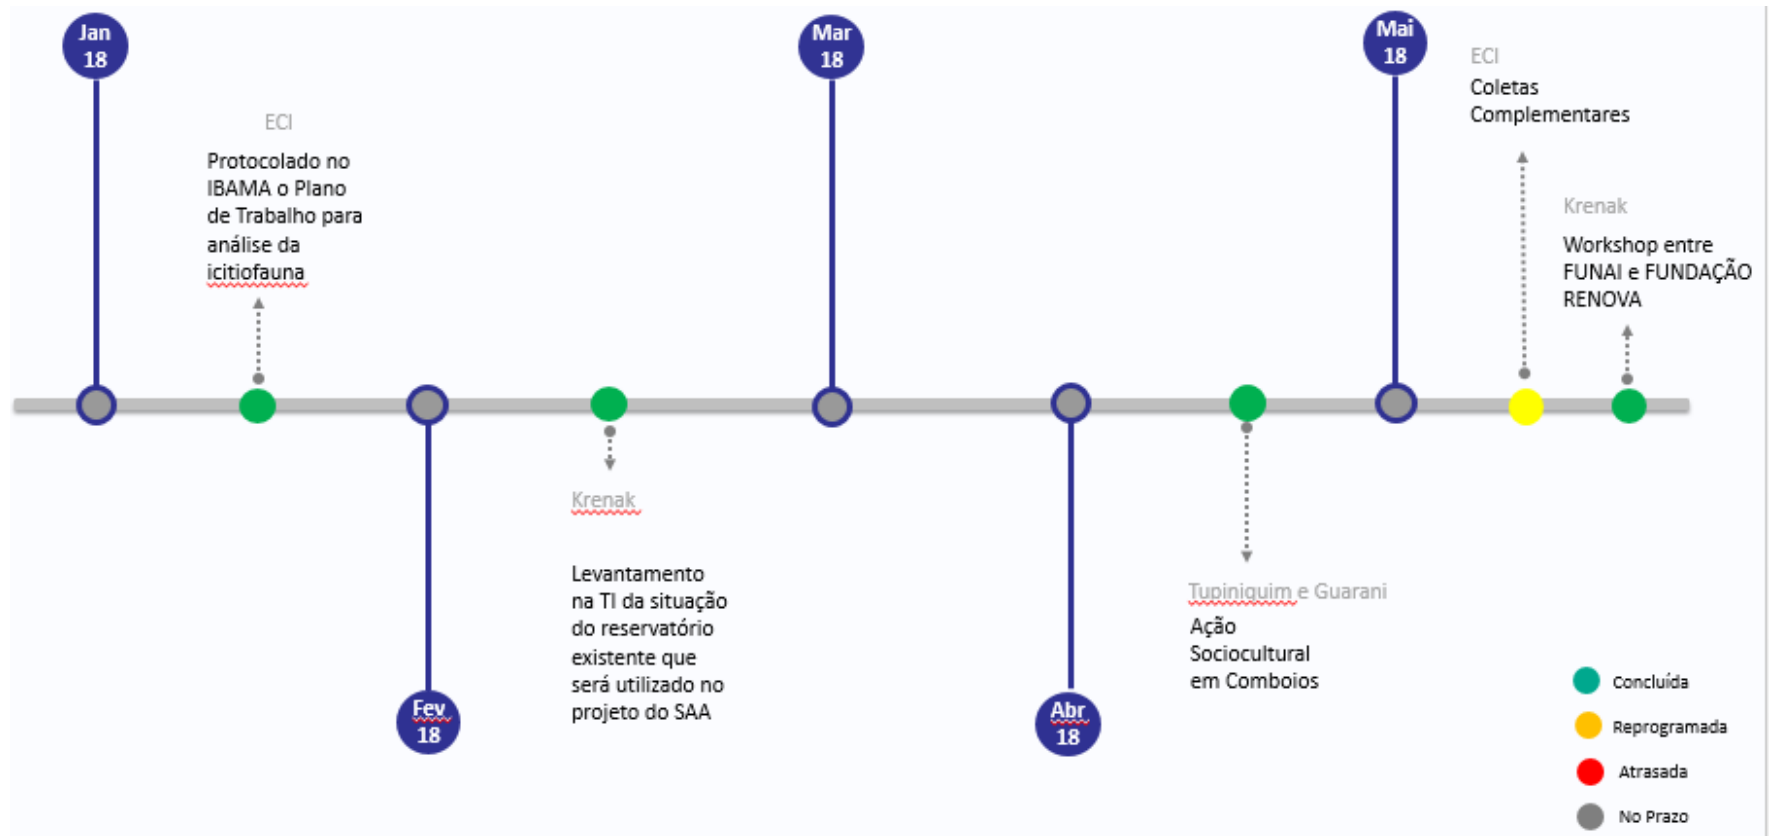 Jan
18
Mar
18
Mai
18
ECI
Coletas
Complementares
ECI
Protocolado no
IBAMA o Plano
de Trabalho para
análise da
icitiofauna
Krenak
Workshop entre
FUNAI e FUNDAÇÃO
RENOVA
Krenak
Levantamento
na TI da situação
do reservatório
existente que
será utilizado no
projeto do SAA
Tupiniquim e Guarani
Ação
Sociocultural
em Comboios
Fev
18
Abr
18
Concluída
Reprogramada
Atrasada
No Prazo